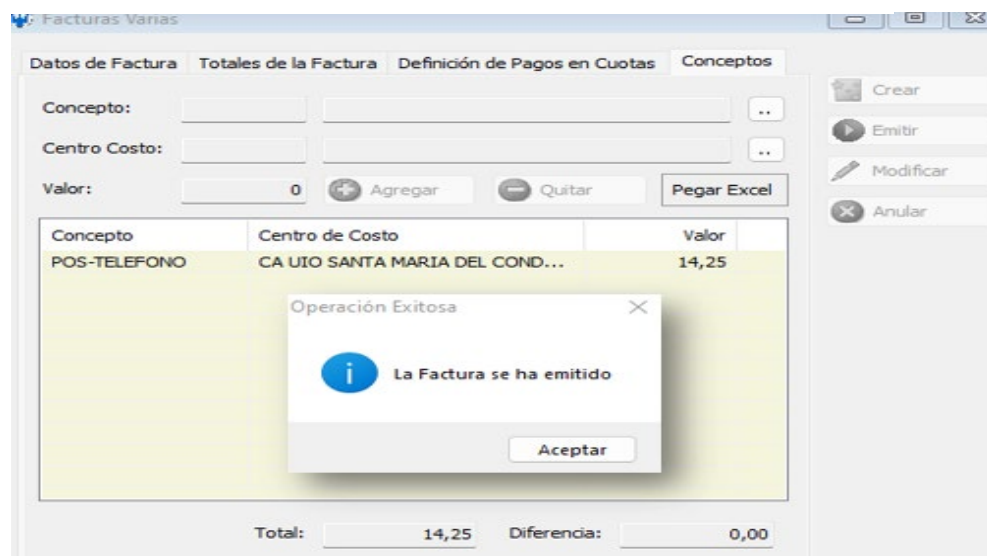 Facturas Varias
Datos de Factura Totales de la Factura Definición de Pagos en Cuotas Conceptos
Concepto: ..
Centro Costo: ..
Valor: 0 Agregar Quitar Pegar Excel
Crear
Emitir
Modificar
Anular
Concepto Centro de Costo Valor
POS-TELEFONO CA UIO SANTA MARIA DEL COND... 14,25
Operación Exitosa
La Factura se ha emitido
Aceptar
Total: 14,25 Diferencia: 0,00